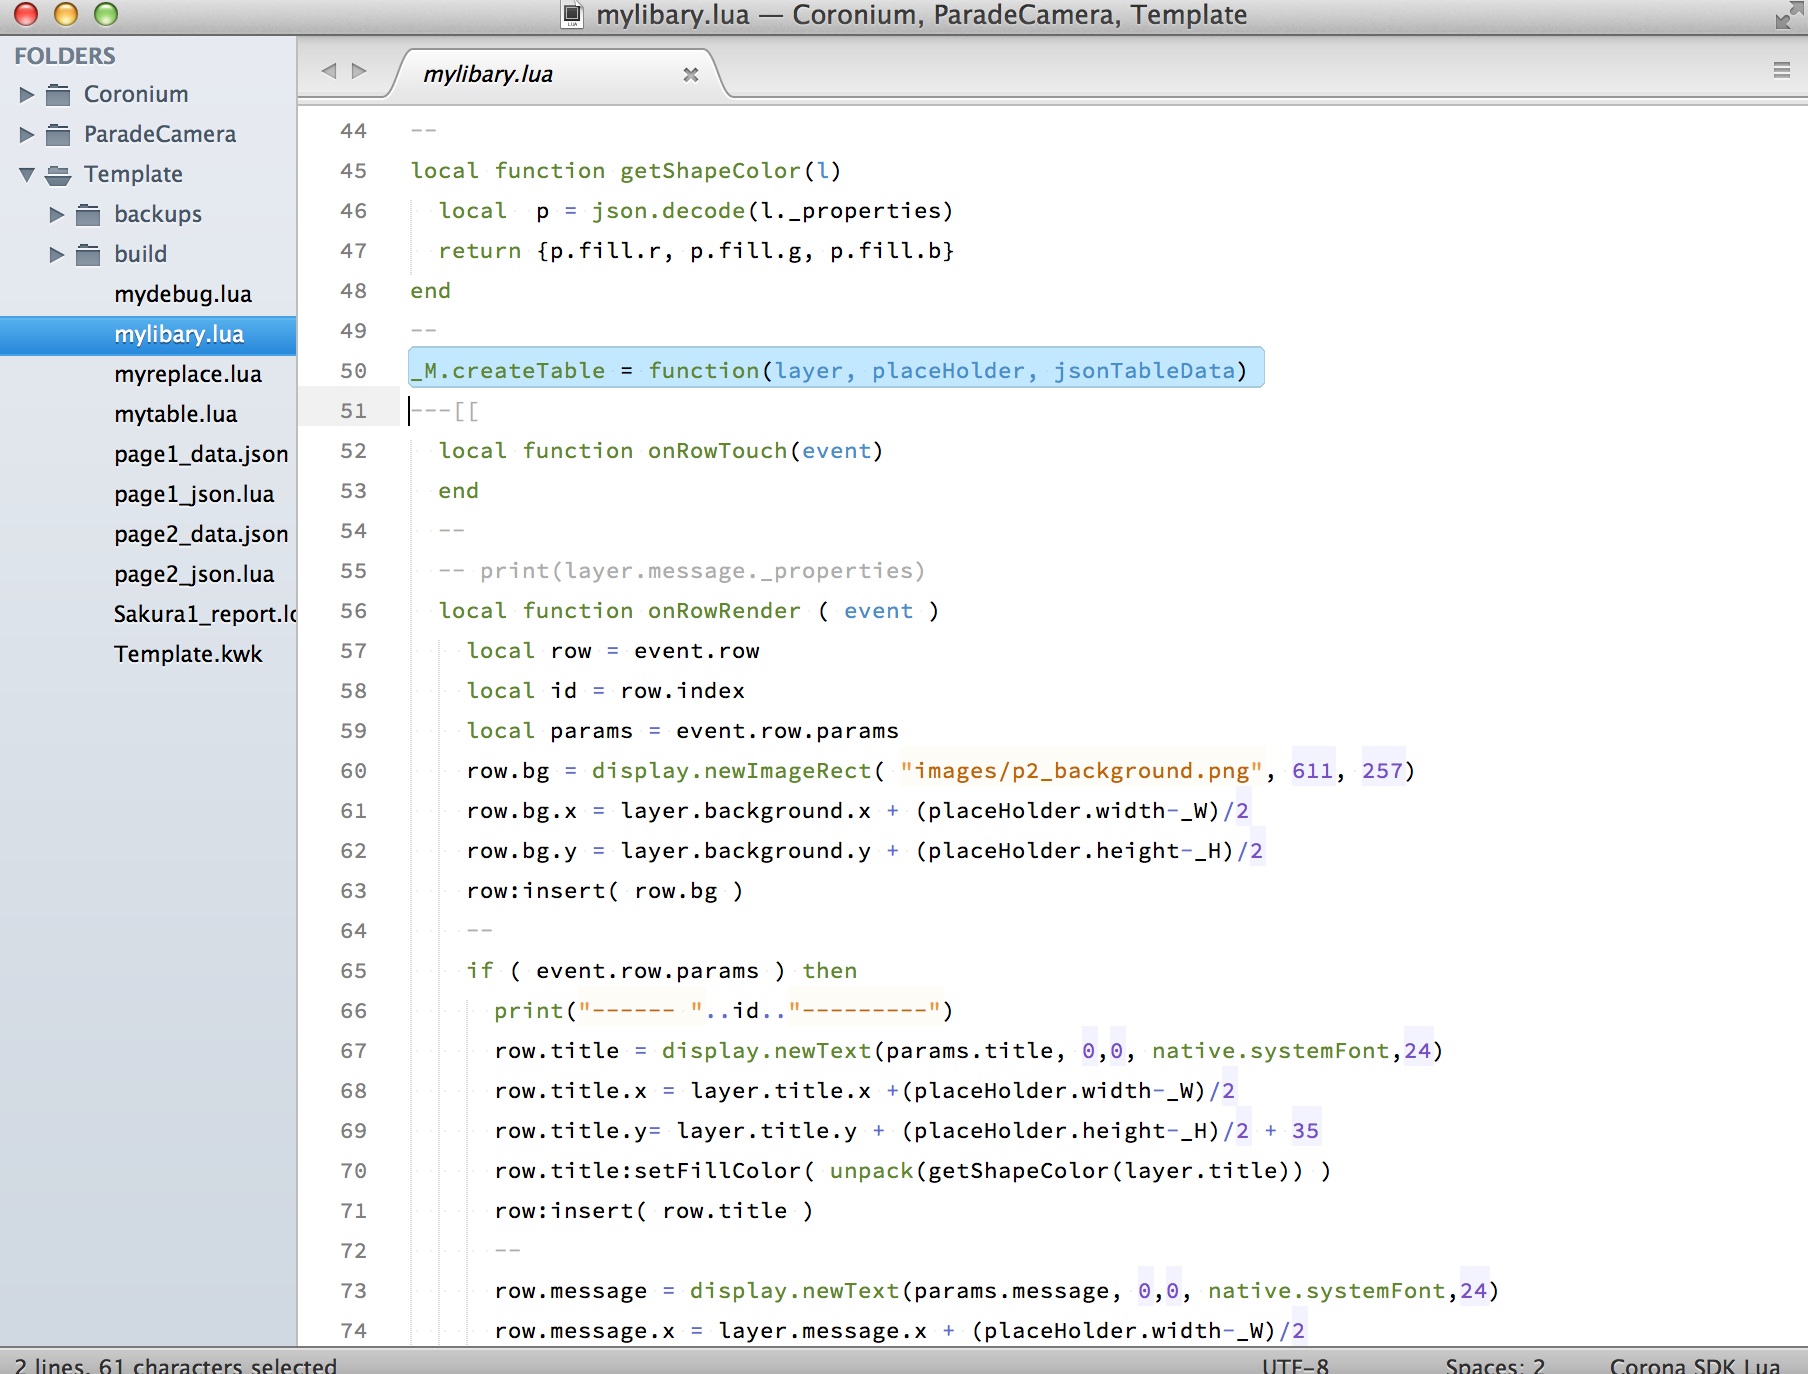 mylibary.lua — Coronium, ParadeCamera, Template
FOLDERS
Coronium
ParadeCamera
Template
backups
build
mydebug.lua
mylibary.lua
myreplace.lua
mytable.lua
page1_data.json
page1_json.lua
page2_data.json
page2_json.lua
Sakura1_report.lo
Template.kwk
mylibary.lua
44 --
45 local function getShapeColor(l)
46 local  p = json.decode(l._properties)
47 return {p.fill.r, p.fill.g, p.fill.b}
48 end
49 --
50 _M.createTable = function(layer, placeHolder, jsonTableData)
51 ---[[
52 local function onRowTouch(event)
53 end
54 --
55 -- print(layer.message._properties)
56 local function onRowRender ( event )
57 local row = event.row
58 local id = row.index
59 local params = event.row.params
60 row.bg = display.newImageRect( "images/p2_background.png", 611, 257)
61 row.bg.x = layer.background.x + (placeHolder.width-_W)/2
62 row.bg.y = layer.background.y + (placeHolder.height-_H)/2
63 row:insert( row.bg )
64 --
65 if ( event.row.params ) then
66 print("------ "..id.."---------")
67 row.title = display.newText(params.title, 0,0, native.systemFont,24)
68 row.title.x = layer.title.x +(placeHolder.width-_W)/2
69 row.title.y= layer.title.y + (placeHolder.height-_H)/2 + 35
70 row.title:setFillColor( unpack(getShapeColor(layer.title)) )
71 row:insert( row.title )
72 --
73 row.message = display.newText(params.message, 0,0, native.systemFont,24)
74 row.message.x = layer.message.x + (placeHolder.width-_W)/2
2 lines, 61 characters selected
UTF-8
Spaces: 2
Corona SDK Lua